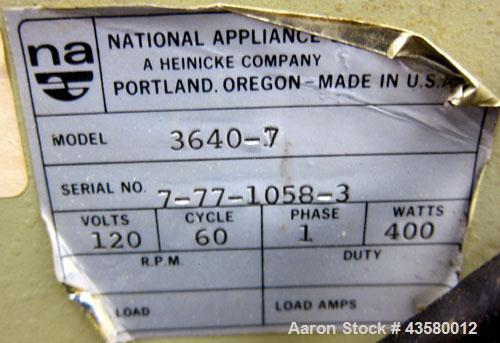 na
NATIONAL APPLIANCE
A HEINICKE COMPANY
PORTLAND, OREGON - MADE IN U.S.A
MODEL 3640-7
SERIAL NO. 7-77-1058-3
VOLTS CYCLE PHASE WATTS
120 60 1 400
R.P.M. DUTY
LOAD LOAD AMPS
Aaron Stock # 43580012